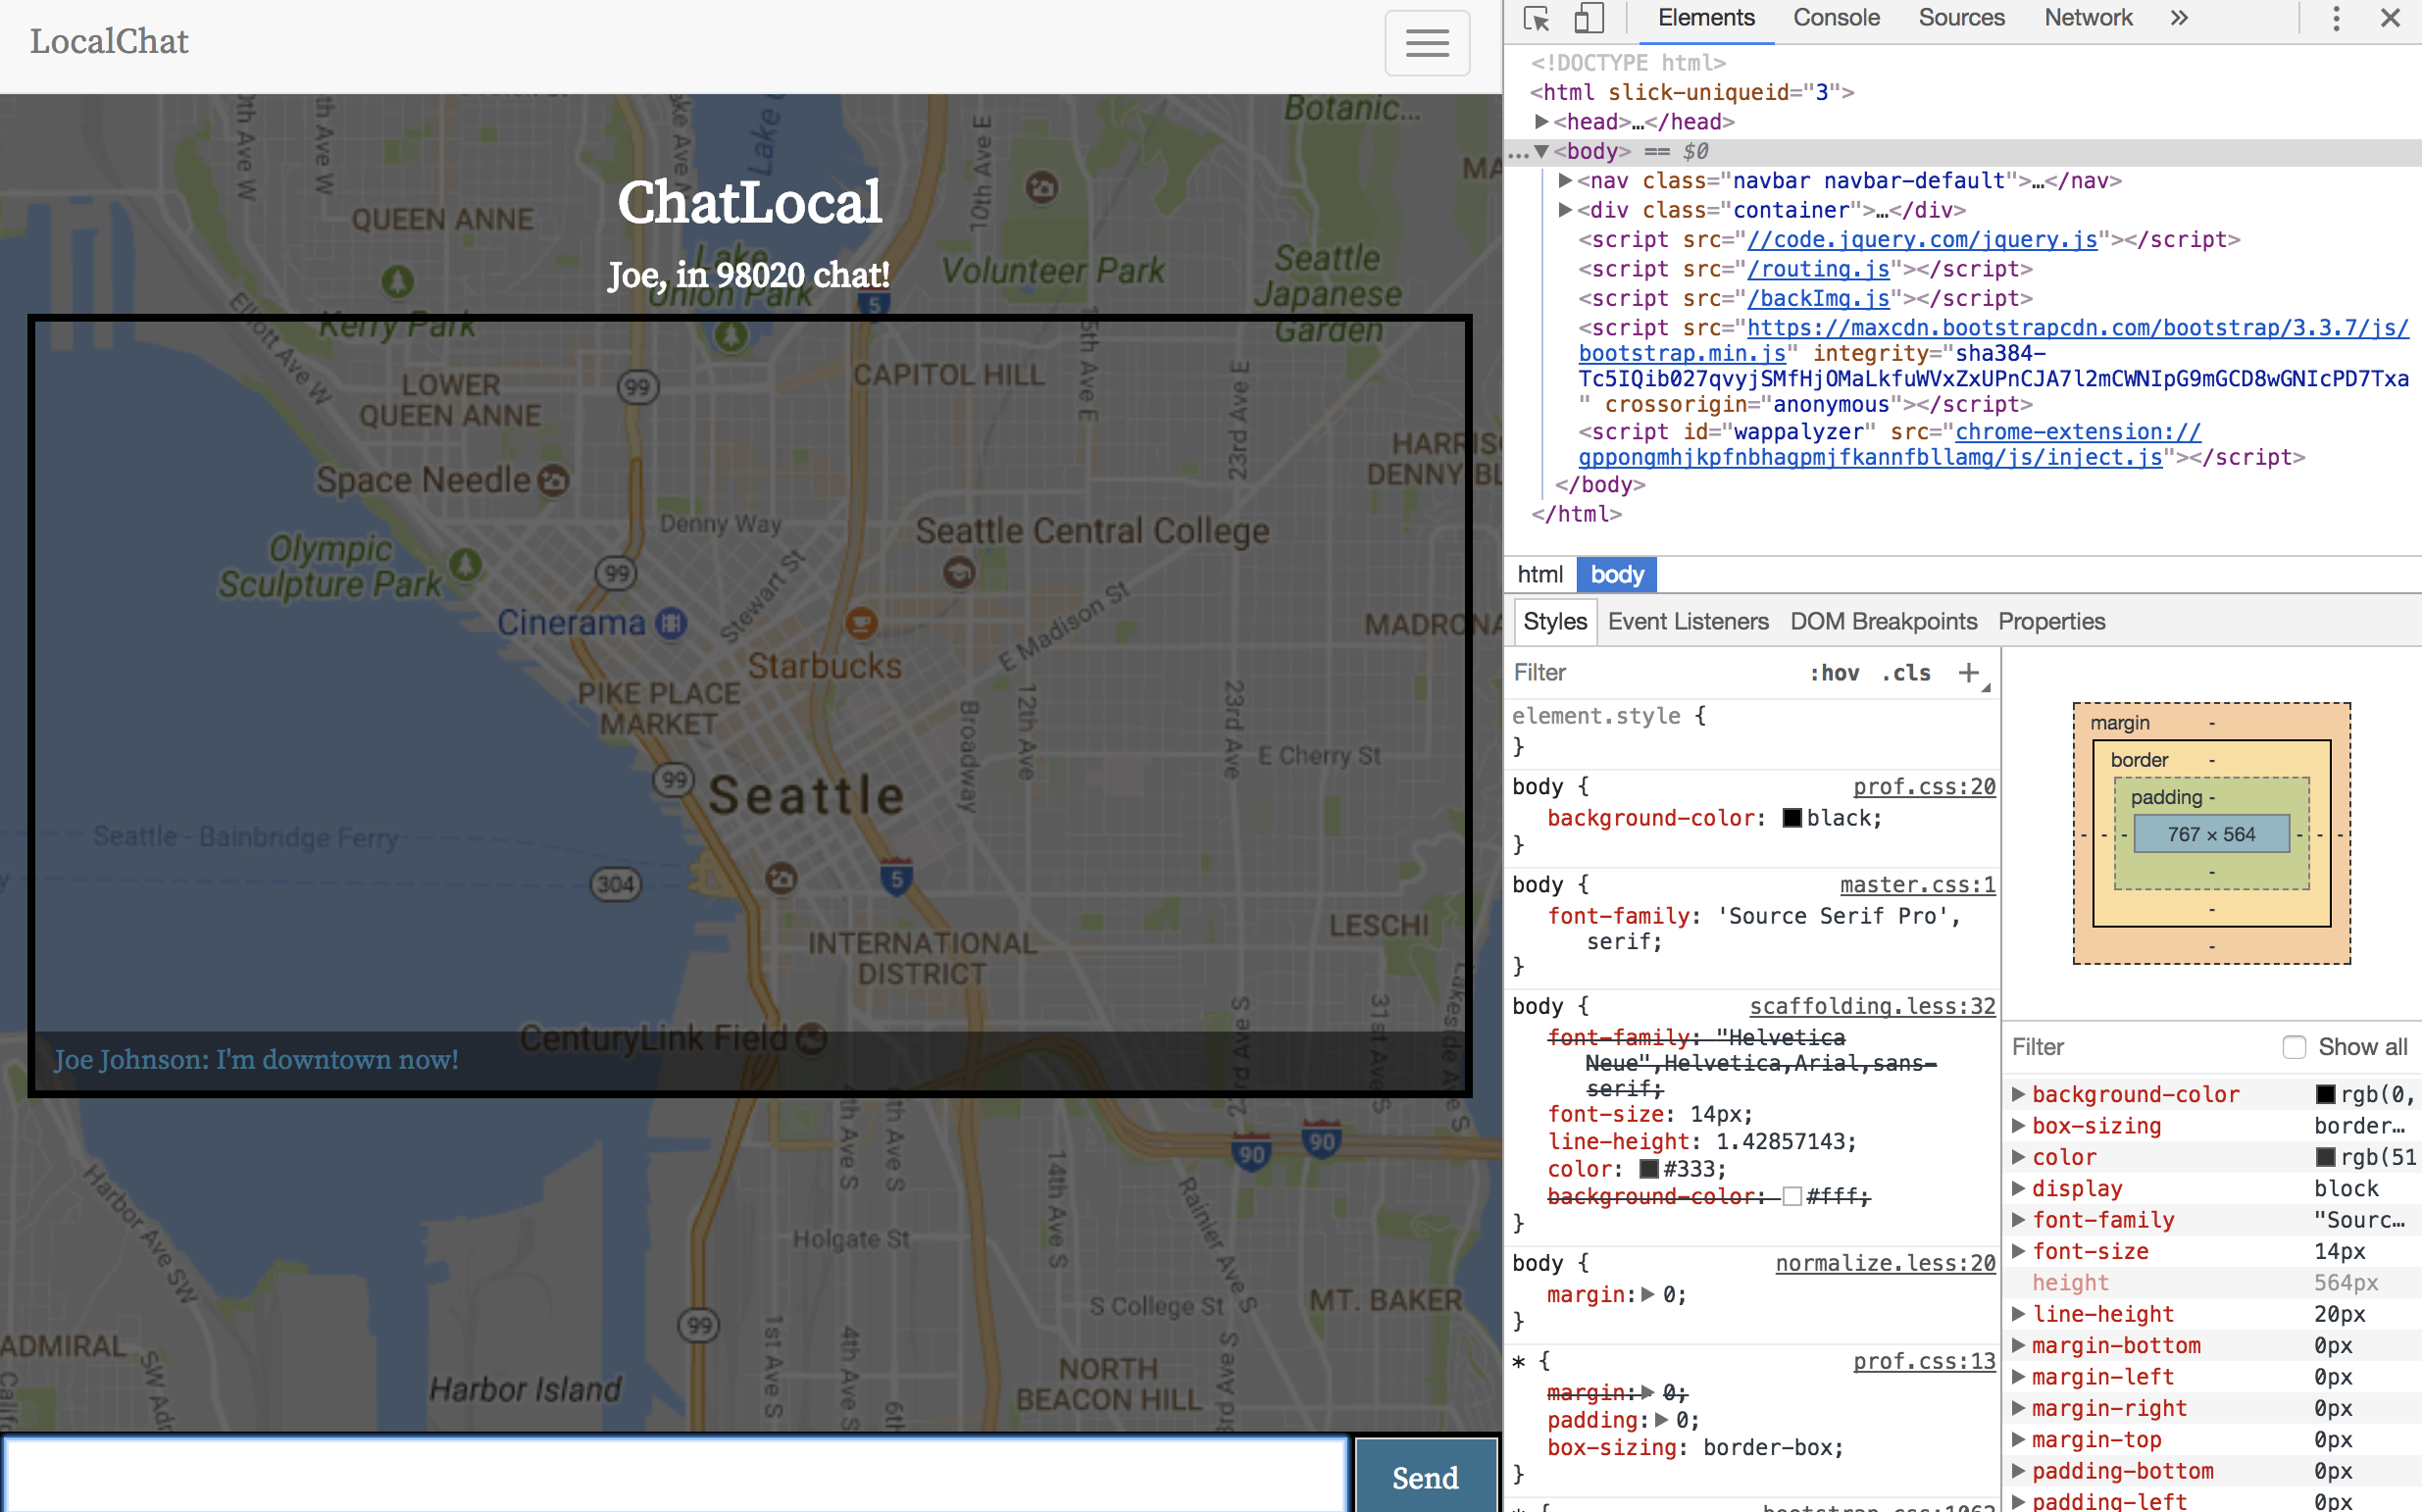 LocalChat
ChatLocal
Joe, in 98020 chat!
Botanic...
10th Ave E
QUEEN ANNE
Lake
Union Park
Volunteer Park
Seattle
Japanese
Garden
5
Kerry Park
Elliott Ave W
15th Ave E
23rd Ave E
LOWER
QUEEN ANNE
99
CAPITOL HILL
Space Needle
Denny Way
Seattle Central College
Olympic
Sculpture Park
99
Stewart St
Cinerama
E Madison St
Starbucks
PIKE PLACE
MARKET
Broadway
12th Ave
23rd Ave
E Cherry St
99
Seattle
Seattle - Bainbridge Ferry
304
5
LESCHI
INTERNATIONAL
DISTRICT
CenturyLink Field
31st Ave S
Lakeside Ave S
Joe Johnson: I'm downtown now!
4th Ave S
90
90
14th Ave S
Rainier Ave S
Harbor Ave SW
Holgate St
S College St
MT. BAKER
99
ADMIRAL
1st Ave S
4th Ave S
Harbor Island
NORTH
BEACON HILL
Send
Elements Console Sources Network »
<!DOCTYPE html>
<html slick-uniqueid="3">
▶<head>…</head>
…▼<body> == $0
▶<nav class="navbar navbar-default">…</nav>
▶<div class="container">…</div>
<script src="//code.jquery.com/jquery.js"></script>
<script src="/routing.js"></script>
<script src="/backImg.js"></script>
<script src="https://maxcdn.bootstrapcdn.com/bootstrap/3.3.7/js/
bootstrap.min.js" integrity="sha384-
Tc5IQib027qvyjSMfHjOMaLkfuWVxZxUPnCJA7l2mCWNIpG9mGCD8wGNIcPD7Txa
" crossorigin="anonymous"></script>
<script id="wappalyzer" src="chrome-extension://
gppongmhjkpfnbhagpmjfkannfbllamg/js/inject.js"></script>
</body>
</html>
html body
Styles Event Listeners DOM Breakpoints Properties
Filter :hov .cls +
element.style {
}
body { prof.css:20
background-color: black;
}
body { master.css:1
font-family: 'Source Serif Pro',
serif;
}
body { scaffolding.less:32
font-family: "Helvetica
Neue",Helvetica,Arial,sans-
serif;
font-size: 14px;
line-height: 1.42857143;
color: #333;
background-color: #fff;
}
body { normalize.less:20
margin:▶ 0;
}
* { prof.css:13
margin:▶ 0;
padding:▶ 0;
box-sizing: border-box;
}
margin -
border -
padding -
- - - 767 × 564 - - -
-
-
-
Filter Show all
▶ background-color rgb(0,
▶ box-sizing border…
▶ color rgb(51
▶ display block
▶ font-family "Sourc…
▶ font-size 14px
height 564px
▶ line-height 20px
▶ margin-bottom 0px
▶ margin-left 0px
▶ margin-right 0px
▶ margin-top 0px
▶ padding-bottom 0px
▶ padding-left 0px